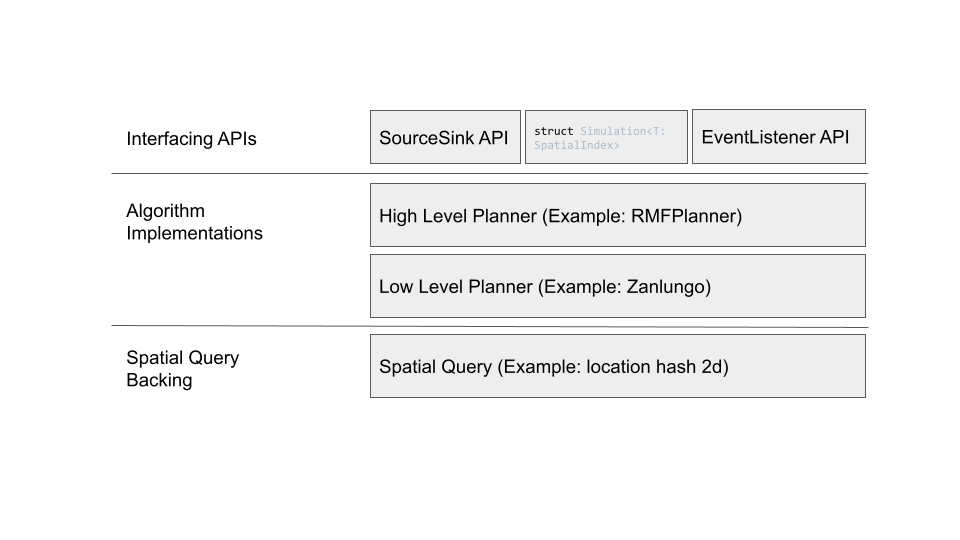 Interfacing APIs
SourceSink API
struct Simulation<T:
SpatialIndex>
EventListener API
Algorithm
Implementations
High Level Planner (Example: RMFPlanner)
Low Level Planner (Example: Zanlungo)
Spatial Query
Backing
Spatial Query (Example: location hash 2d)